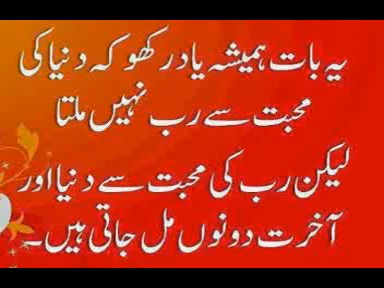 یہ بات ہمیشہ یاد رکھو کہ دنیا کی
محبت سے رب نہیں ملتا
لیکن رب کی محبت سے دنیا اور
آخرت دونوں مل جاتی ہیں۔